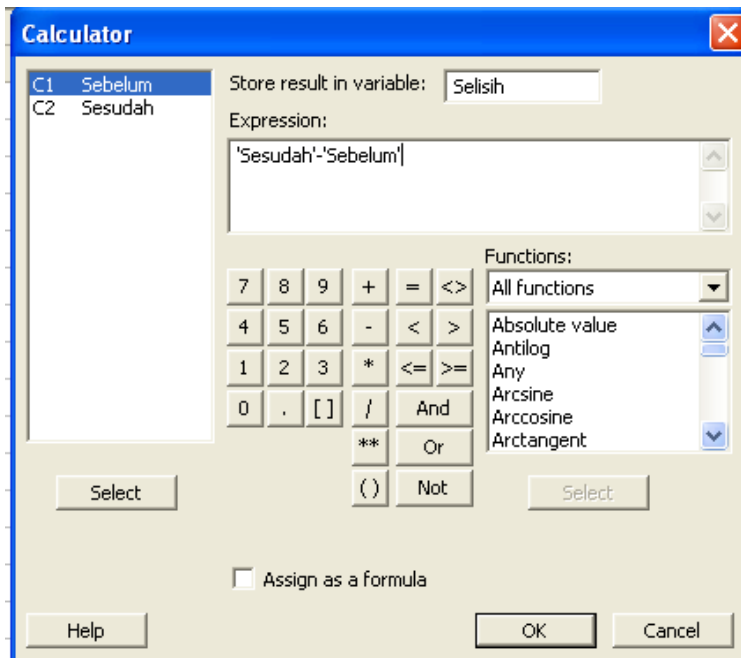 Calculator
C1 Sebelum
C2 Sesudah
Store result in variable: Selisih
Expression:
'Sesudah'-'Sebelum'
Functions:
7 8 9 + = <> All functions
4 5 6 - < > Absolute value
Antilog
1 2 3 * <= >= Any
Arcsine
0 . [ ] / And Arccosine
Arctangent
** Or
Select ( ) Not Select
Assign as a formula
Help OK Cancel